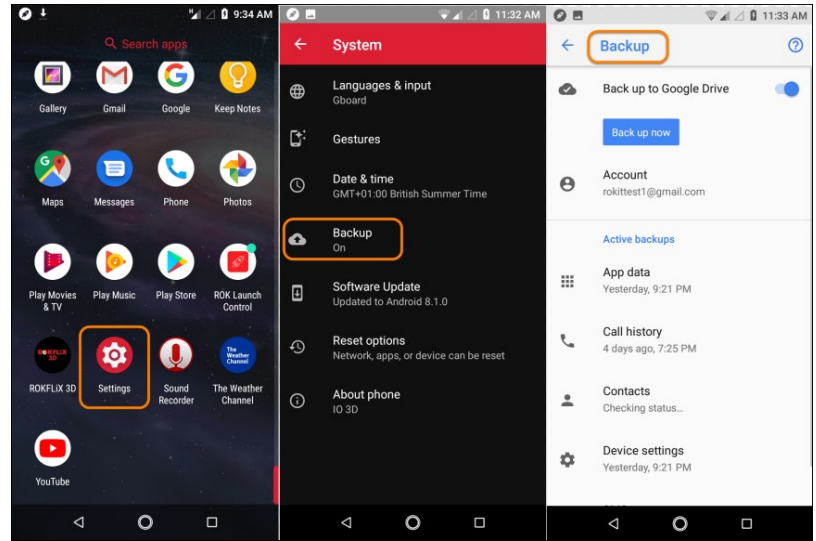 9:34 AM
Search apps
Gallery
Gmail
Google
Keep Notes
Maps
Messages
Phone
Photos
Play Movies
& TV
Play Music
Play Store
ROK Launch
Control
ROKFLiX
3D
The
Weather
Channel
ROKFLiX 3D
Settings
Sound
Recorder
The Weather
Channel
YouTube
11:32 AM
System
Languages & input
Gboard
Gestures
Date & time
GMT+01:00 British Summer Time
Backup
On
Software Update
Updated to Android 8.1.0
Reset options
Network, apps, or device can be reset
About phone
IO 3D
11:33 AM
Backup
Back up to Google Drive
Back up now
Account
rokittest1@gmail.com
Active backups
App data
Yesterday, 9:21 PM
Call history
4 days ago, 7:25 PM
Contacts
Checking status...
Device settings
Yesterday, 9:21 PM